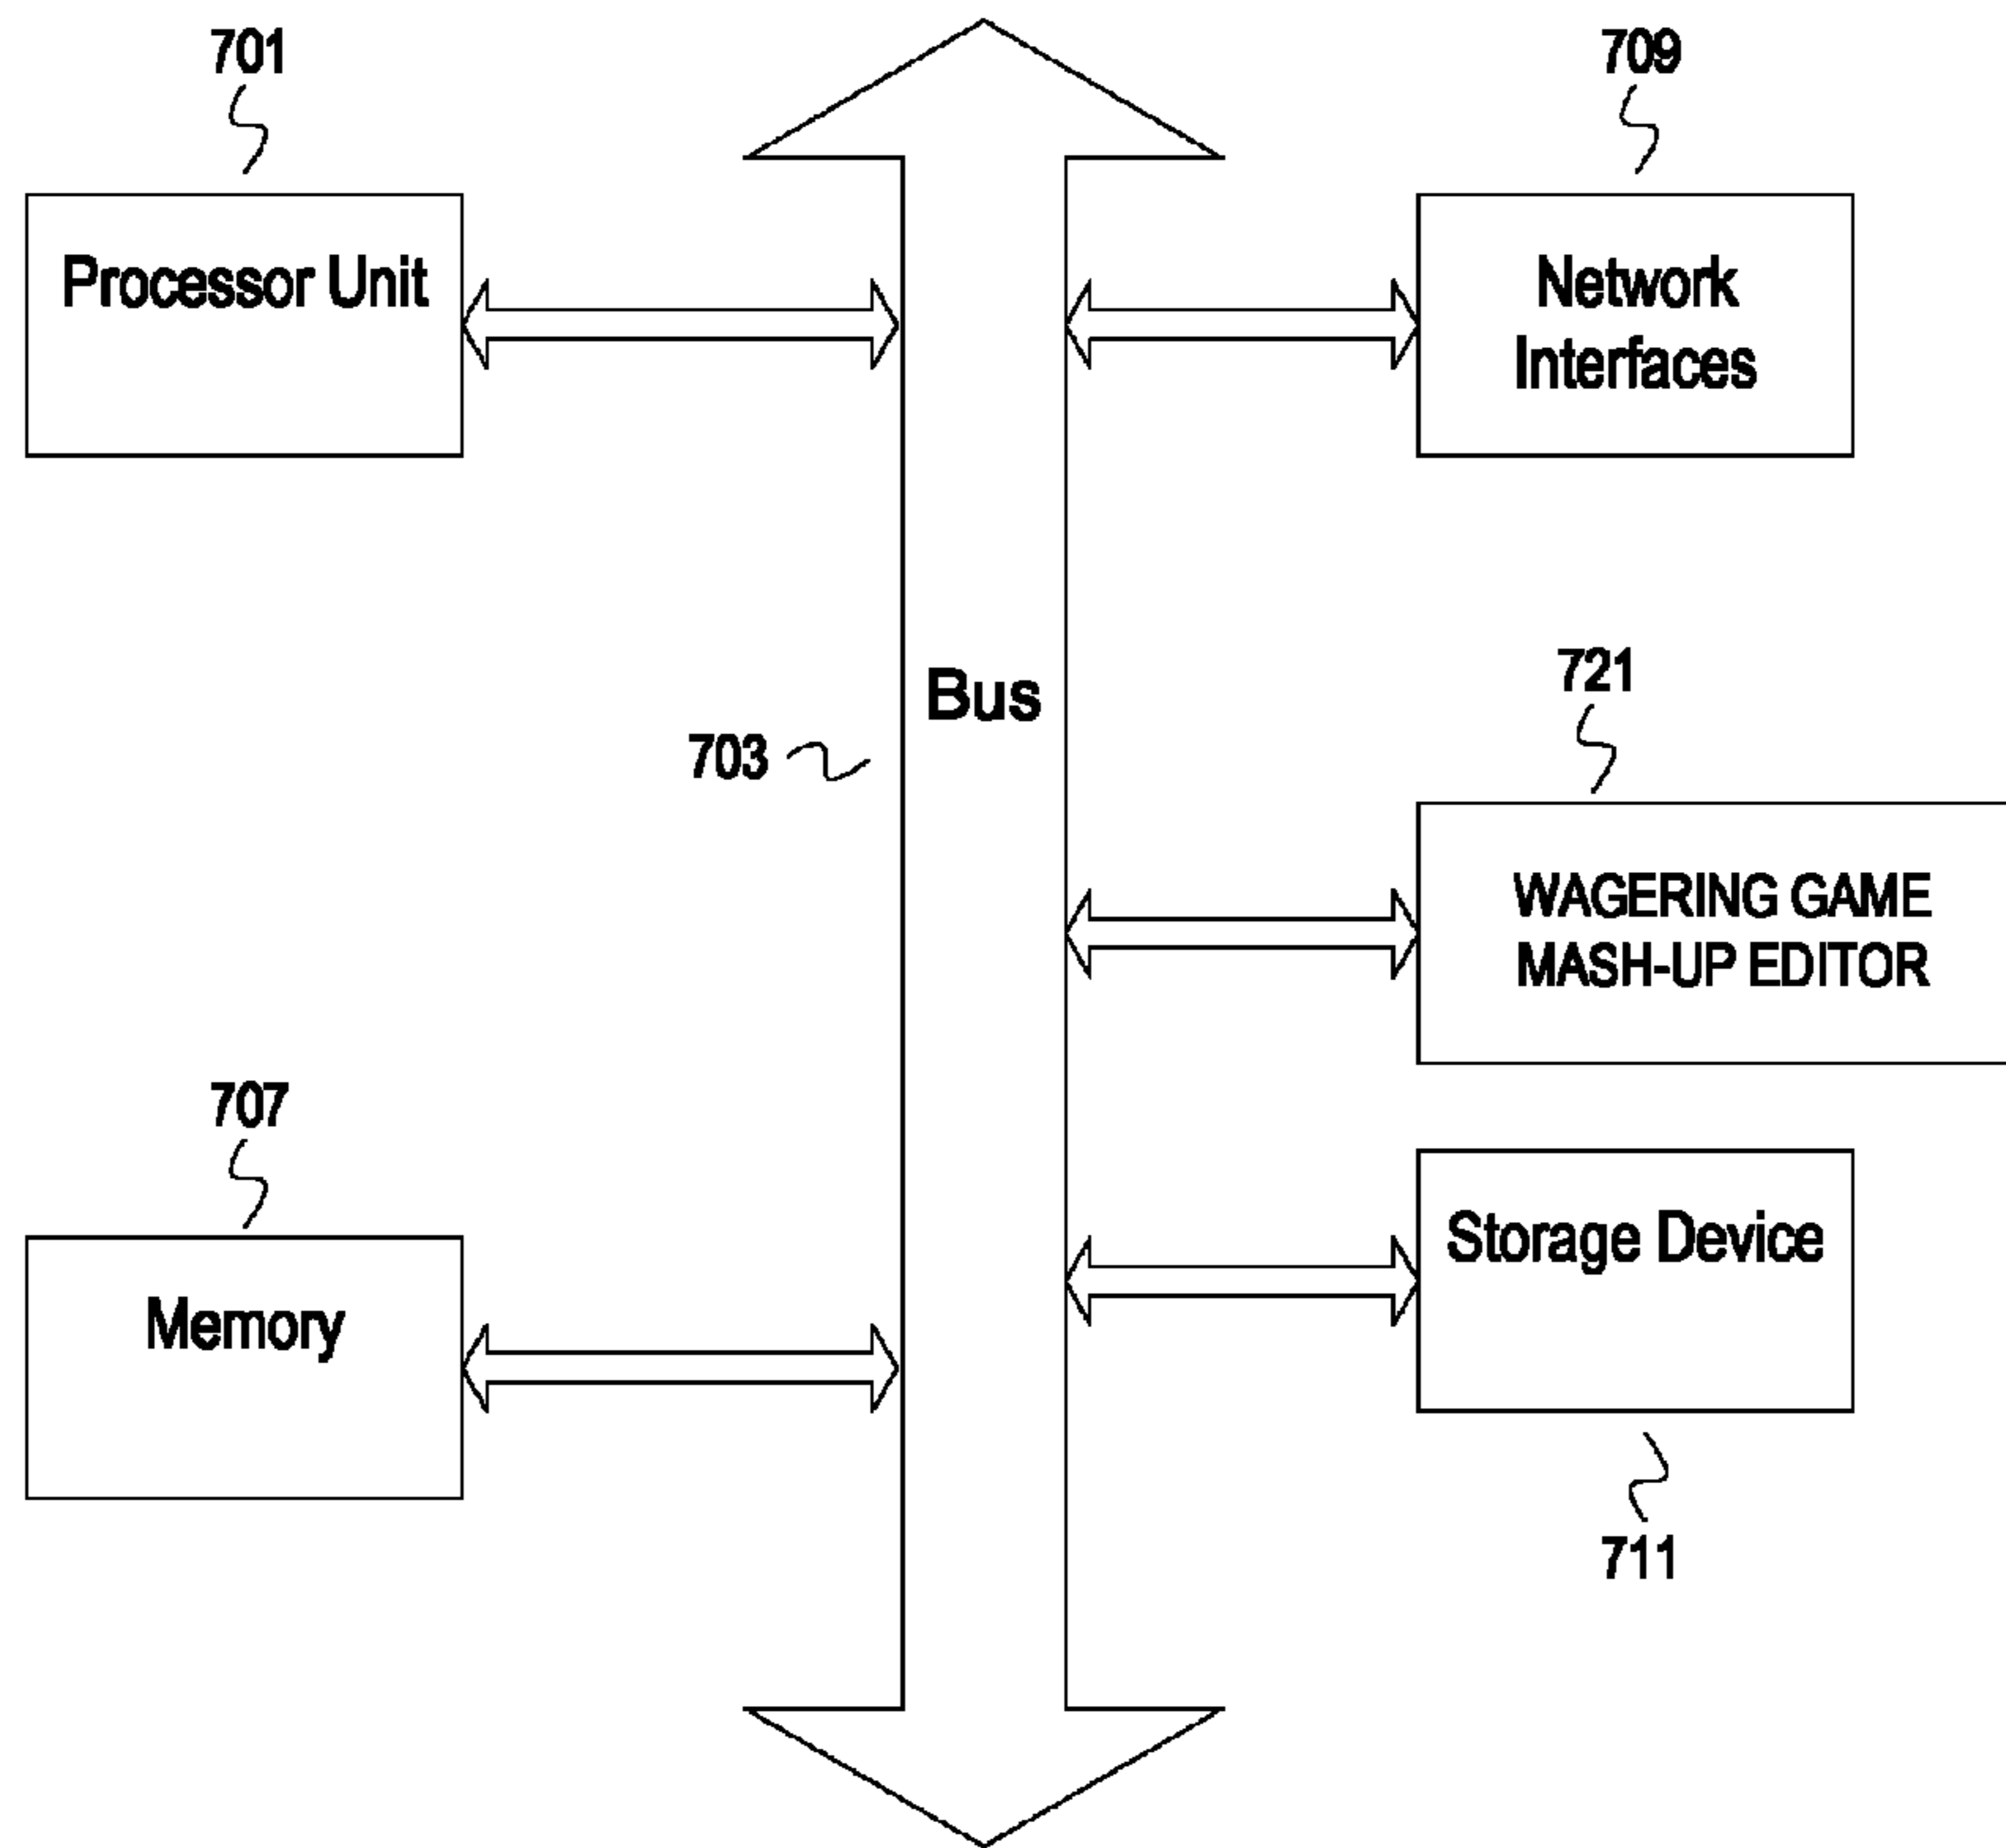 701
709
Processor Unit
Network
Interfaces
Bus
703
721
WAGERING GAME
MASH-UP EDITOR
707
Memory
Storage Device
711